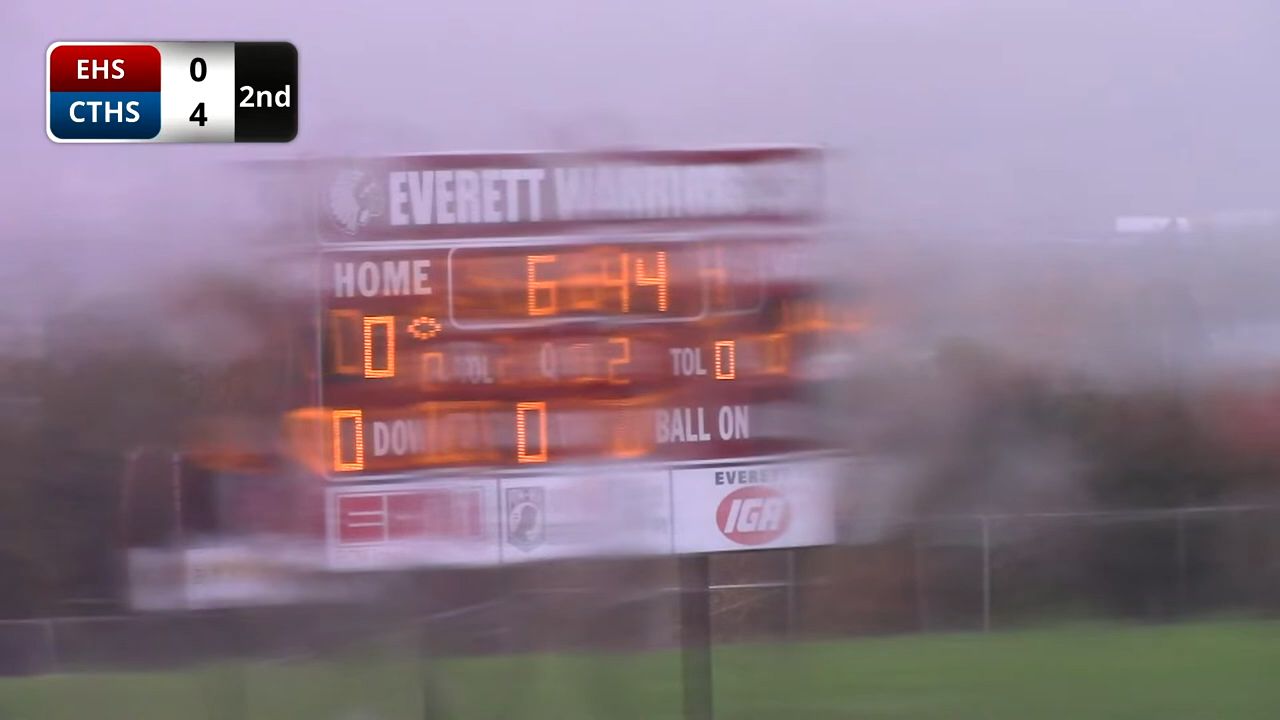 EHS 0
CTHS 4
2nd
EVERETT WARRIORS
HOME 6 44
0
2 TOL 0
0 0 BALL ON
EVERETT
IGA